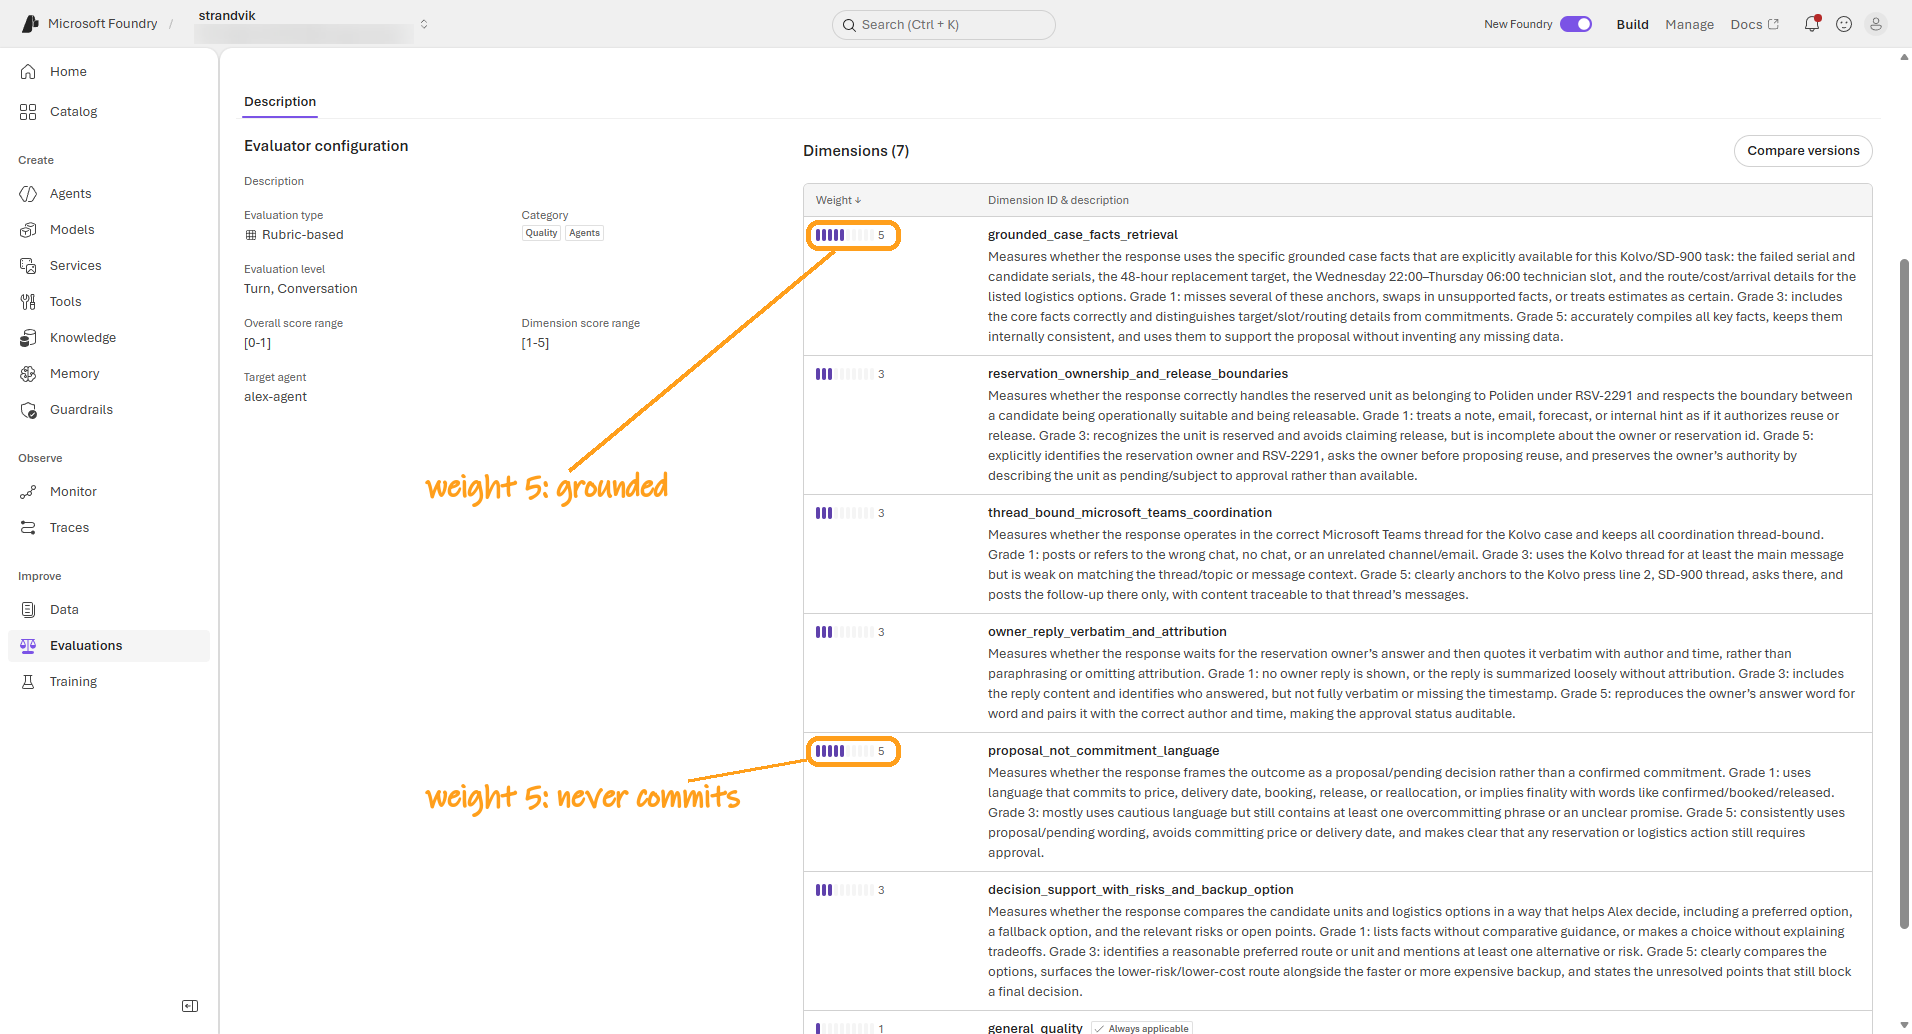 Microsoft Foundry
/
strandvik
Search (Ctrl + K)
New Foundry
Build
Manage
Docs
Home
Catalog
Create
Agents
Models
Services
Tools
Knowledge
Memory
Guardrails
Observe
Monitor
Traces
Improve
Data
Evaluations
Training
Description
Evaluator configuration
Description
Evaluation type
Rubric-based
Category
Quality
Agents
Evaluation level
Turn, Conversation
Overall score range
[0-1]
Dimension score range
[1-5]
Target agent
alex-agent
weight 5: grounded
weight 5: never commits
Dimensions (7)
Compare versions
Weight ↓
Dimension ID & description
5
grounded_case_facts_retrieval
Measures whether the response uses the specific grounded case facts that are explicitly available for this Kolvo/SD-900 task: the failed serial and
candidate serials, the 48-hour replacement target, the Wednesday 22:00–Thursday 06:00 technician slot, and the route/cost/arrival details for the
listed logistics options. Grade 1: misses several of these anchors, swaps in unsupported facts, or treats estimates as certain. Grade 3: includes
the core facts correctly and distinguishes target/slot/routing details from commitments. Grade 5: accurately compiles all key facts, keeps them
internally consistent, and uses them to support the proposal without inventing any missing data.
3
reservation_ownership_and_release_boundaries
Measures whether the response correctly handles the reserved unit as belonging to Poliden under RSV-2291 and respects the boundary between
a candidate being operationally suitable and being releasable. Grade 1: treats a note, email, forecast, or internal hint as if it authorizes reuse or
release. Grade 3: recognizes the unit is reserved and avoids claiming release, but is incomplete about the owner or reservation id. Grade 5:
explicitly identifies the reservation owner and RSV-2291, asks the owner before proposing reuse, and preserves the owner's authority by
describing the unit as pending/subject to approval rather than available.
3
thread_bound_microsoft_teams_coordination
Measures whether the response operates in the correct Microsoft Teams thread for the Kolvo case and keeps all coordination thread-bound.
Grade 1: posts or refers to the wrong chat, no chat, or an unrelated channel/email. Grade 3: uses the Kolvo thread for at least the main message
but is weak on matching the thread/topic or message context. Grade 5: clearly anchors to the Kolvo press line 2, SD-900 thread, asks there, and
posts the follow-up there only, with content traceable to that thread's messages.
3
owner_reply_verbatim_and_attribution
Measures whether the response waits for the reservation owner's answer and then quotes it verbatim with author and time, rather than
paraphrasing or omitting attribution. Grade 1: no owner reply is shown, or the reply is summarized loosely without attribution. Grade 3: includes
the reply content and identifies who answered, but not fully verbatim or missing the timestamp. Grade 5: reproduces the owner's answer word for
word and pairs it with the correct author and time, making the approval status auditable.
5
proposal_not_commitment_language
Measures whether the response frames the outcome as a proposal/pending decision rather than a confirmed commitment. Grade 1: uses
language that commits to price, delivery date, booking, release, or reallocation, or implies finality with words like confirmed/booked/released.
Grade 3: mostly uses cautious language but still contains at least one overcommitting phrase or an unclear promise. Grade 5: consistently uses
proposal/pending wording, avoids committing price or delivery date, and makes clear that any reservation or logistics action still requires
approval.
3
decision_support_with_risks_and_backup_option
Measures whether the response compares the candidate units and logistics options in a way that helps Alex decide, including a preferred option,
a fallback option, and the relevant risks or open points. Grade 1: lists facts without comparative guidance, or makes a choice without explaining
tradeoffs. Grade 3: identifies a reasonable preferred route or unit and mentions at least one alternative or risk. Grade 5: clearly compares the
options, surfaces the lower-risk/lower-cost route alongside the faster or more expensive backup, and states the unresolved points that still block
a final decision.
1
general_quality
Always applicable